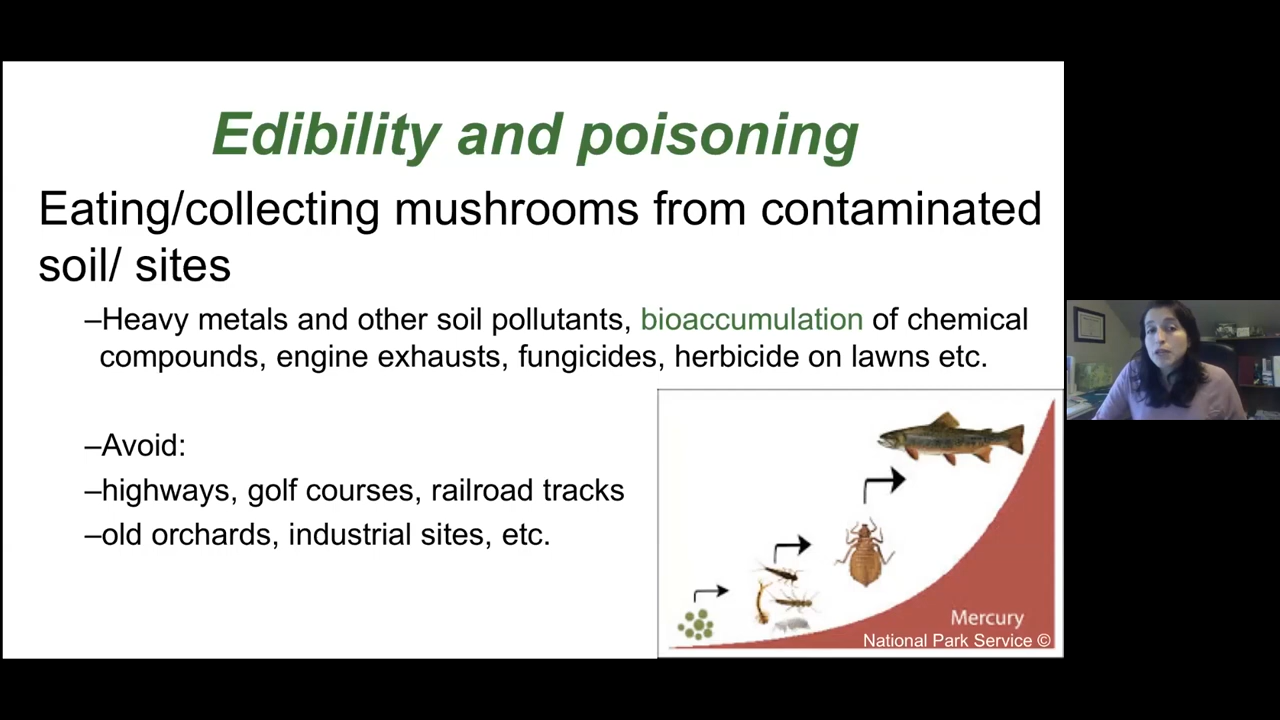 Edibility and poisoning
Eating/collecting mushrooms from contaminated
soil/ sites
–Heavy metals and other soil pollutants, bioaccumulation of chemical
compounds, engine exhausts, fungicides, herbicide on lawns etc.
–Avoid:
–highways, golf courses, railroad tracks
–old orchards, industrial sites, etc.
Mercury
National Park Service ©